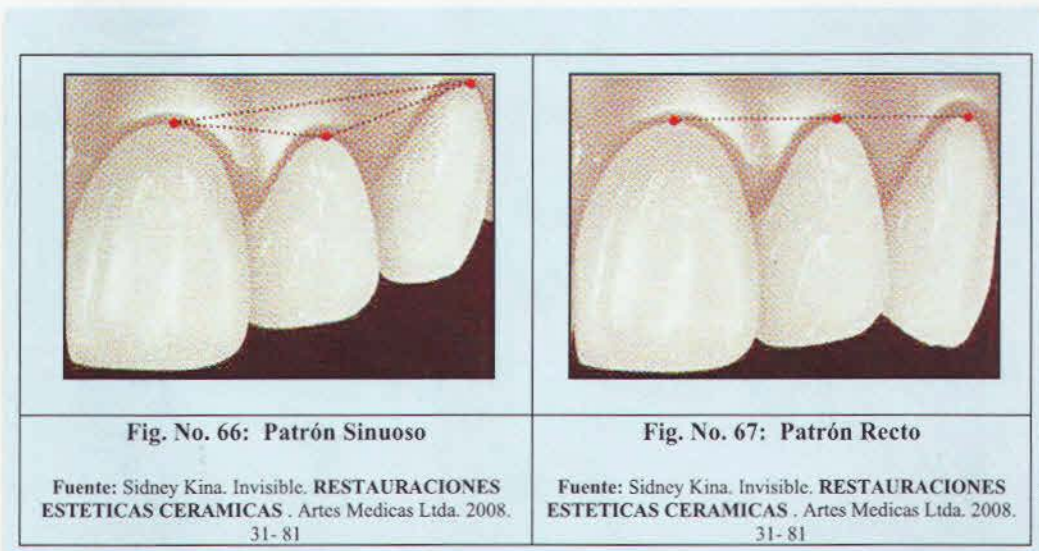 Fig. No. 66: Patrón Sinuoso
Fuente: Sidney Kina. Invisible. RESTAURACIONES
ESTETICAS CERAMICAS . Artes Medicas Ltda. 2008.
31- 81
Fig. No. 67: Patrón Recto
Fuente: Sidney Kina. Invisible. RESTAURACIONES
ESTETICAS CERAMICAS . Artes Medicas Ltda. 2008.
31- 81